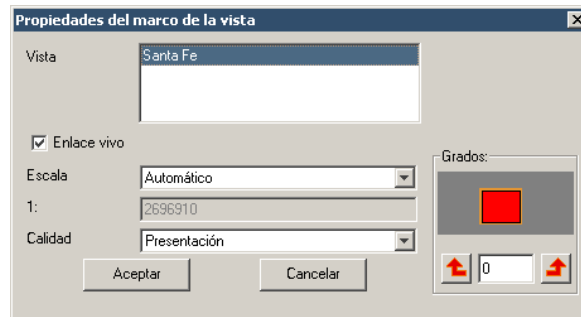 Propiedades del marco de la vista
Vista
Santa Fe
Enlace vivo
Escala
Automático
1:
2696910
Calidad
Presentación
Aceptar
Cancelar
Grados:
0